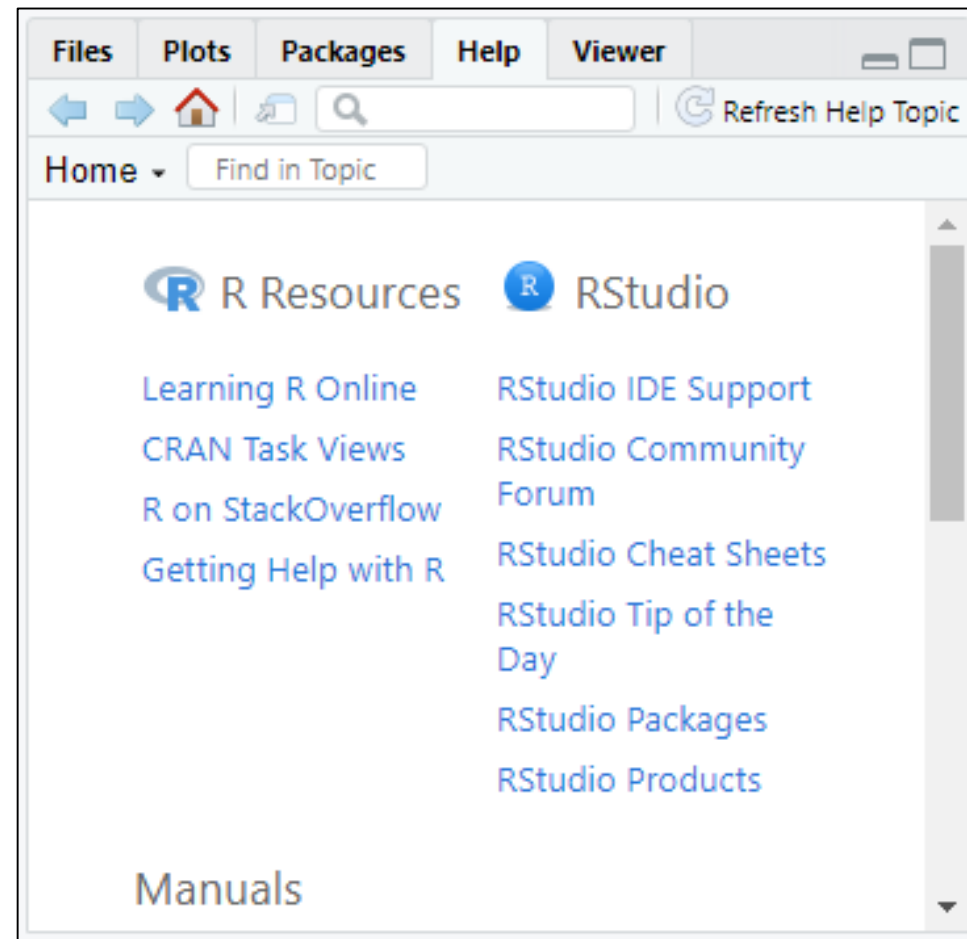 Files Plots Packages Help Viewer
Refresh Help Topic
Home Find in Topic
R R Resources
R RStudio
Learning R Online
CRAN Task Views
R on StackOverflow
Getting Help with R
RStudio IDE Support
RStudio Community
Forum
RStudio Cheat Sheets
RStudio Tip of the
Day
RStudio Packages
RStudio Products
Manuals